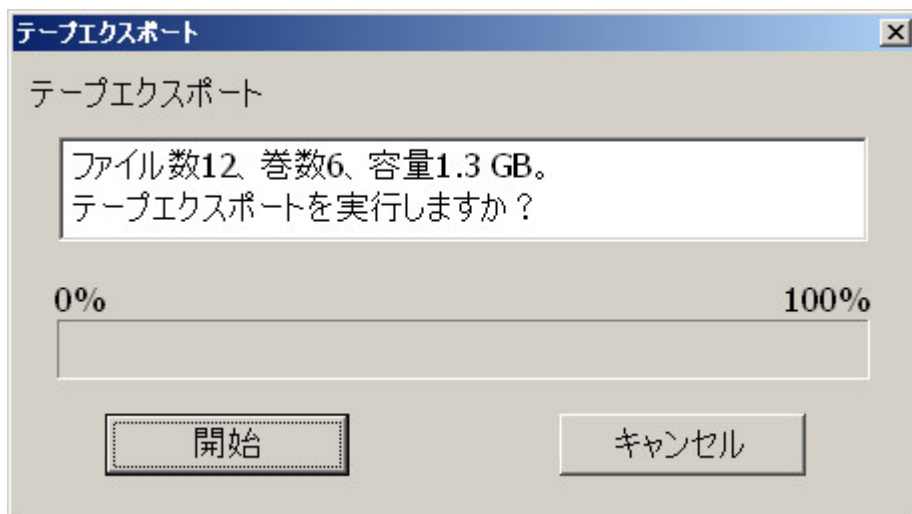 テープエクスポート
テープエクスポート
ファイル数12、巻数6、容量1.3 GB。
テープエクスポートを実行しますか？
0% 100%
開始 キャンセル